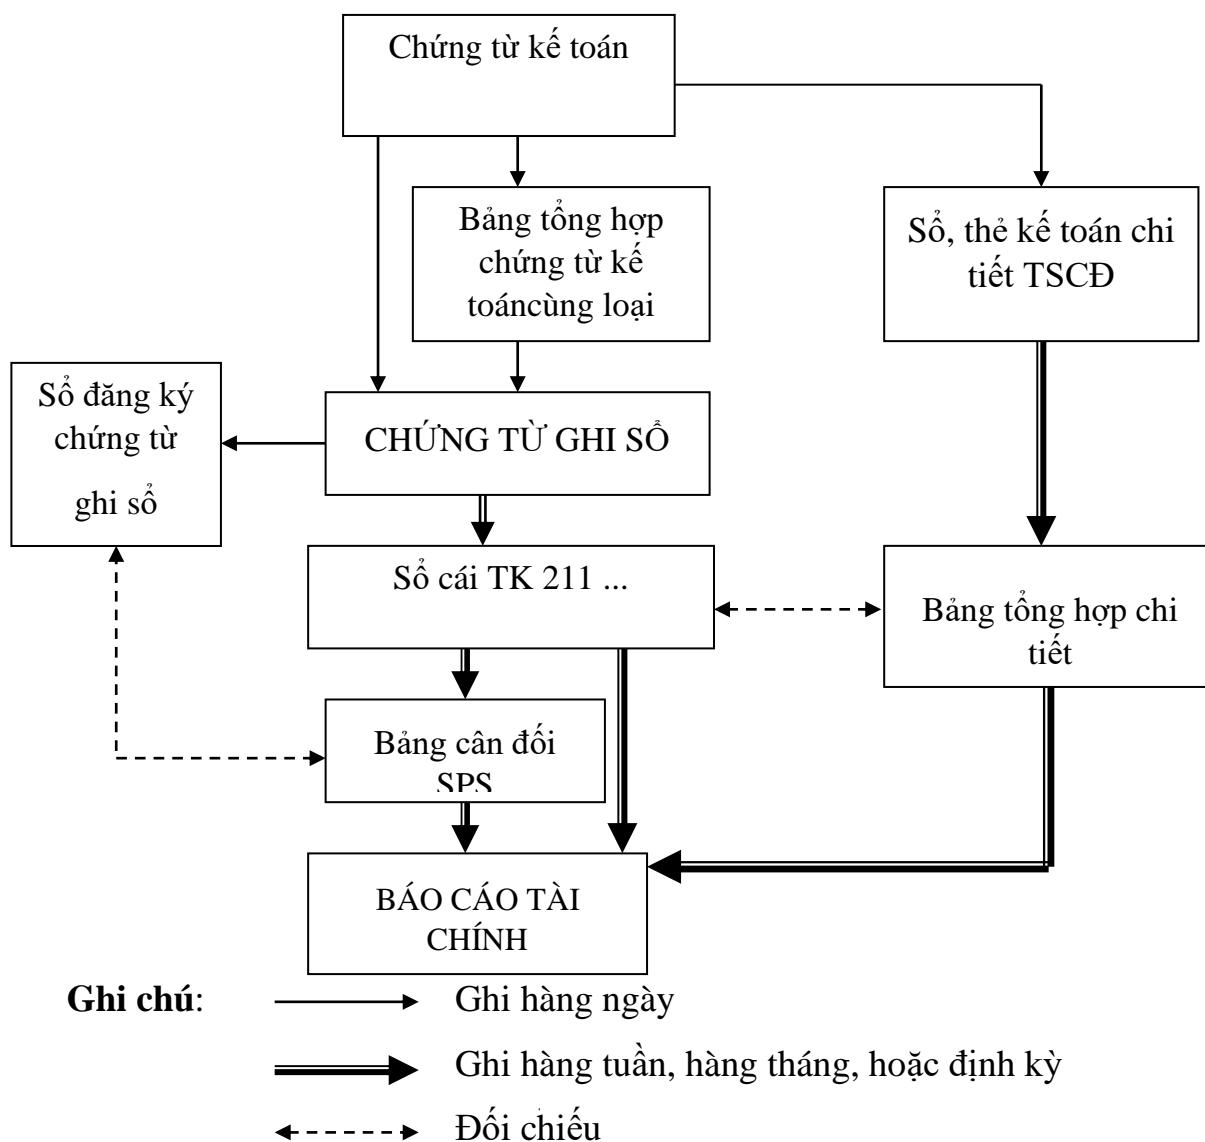 Chứng từ kế toán
Bảng tổng hợp
chứng từ kế
toáncùng loại
Sổ, thẻ kế toán chi
tiết TSCĐ
Sổ đăng ký
chứng từ
ghi sổ
CHỨNG TỪ GHI SỔ
Sổ cái TK 211 ...
Bảng tổng hợp chi
tiết
Bảng cân đối
SPS
BÁO CÁO TÀI
CHÍNH
Ghi chú:
Ghi hàng ngày
Ghi hàng tuần, hàng tháng, hoặc định kỳ
Đối chiếu